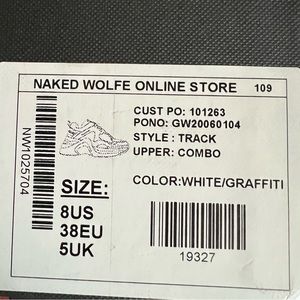 NAKED WOLFE ONLINE STORE 109
CUST PO: 101263
PONO: GW20060104
STYLE : TRACK
UPPER: COMBO
NW1025704
SIZE:
8US
38EU
5UK
COLOR:WHITE/GRAFFITI
19327